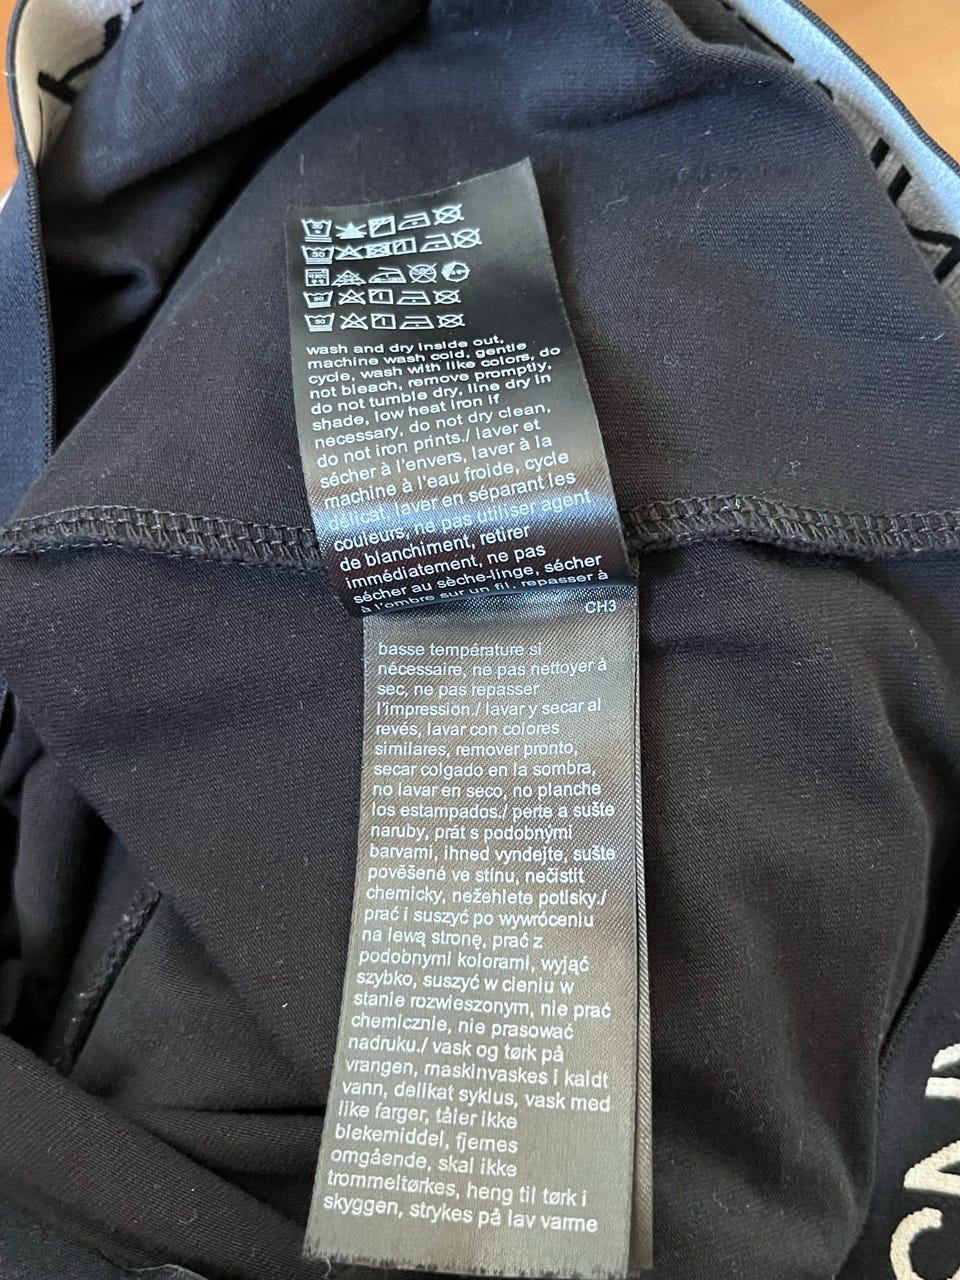 wash and dry inside out,
machine wash cold, gentle
cycle, wash with like colors, do
not bleach, remove promptly,
do not tumble dry, line dry in
shade, low heat iron if
necessary, do not dry clean,
do not iron prints./ laver et
sécher à l'envers, laver à la
machine à l'eau froide, cycle
délicat, laver en séparant les
couleurs, ne pas utiliser agent
de blanchiment, retirer
immédiatement, ne pas
sécher au sèche-linge, sécher
à l'ombre sur un fil, repasser à
CH3
basse température si
nécessaire, ne pas nettoyer à
sec, ne pas repasser
l'impression./ lavar y secar al
revés, lavar con colores
similares, remover pronto,
secar colgado en la sombra,
no lavar en seco, no planche
los estampados./ perte a sušte
naruby, prát s podobnými
barvami, ihned vyndejte, sušte
pověšené ve stínu, nečistit
chemicky, nežehlete potisky./
prać i suszyć po wywróceniu
na lewą stronę, prać z
podobnymi kolorami, wyjąć
szybko, suszyć w cieniu w
stanie rozwieszonym, nie prać
chemicznie, nie prasować
nadruku./ vask og tørk på
vrangen, maskinvaskes i kaldt
vann, delikat syklus, vask med
like farger, tåler ikke
blekemiddel, fjernes
omgående, skal ikke
trommeltørkes, heng til tørk i
skyggen, strykes på lav varme